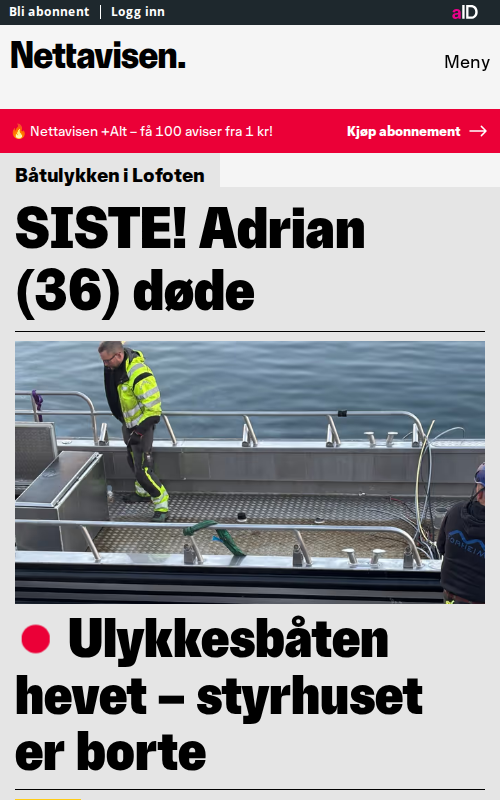 Bli abonnent | Logg inn
aID
Nettavisen.
Meny
🔥 Nettavisen +Alt – få 100 aviser fra 1 kr!
Kjøp abonnement →
Båtulykken i Lofoten
SISTE! Adrian
(36) døde
Ulykkesbåten
hevet – styrhuset
er borte